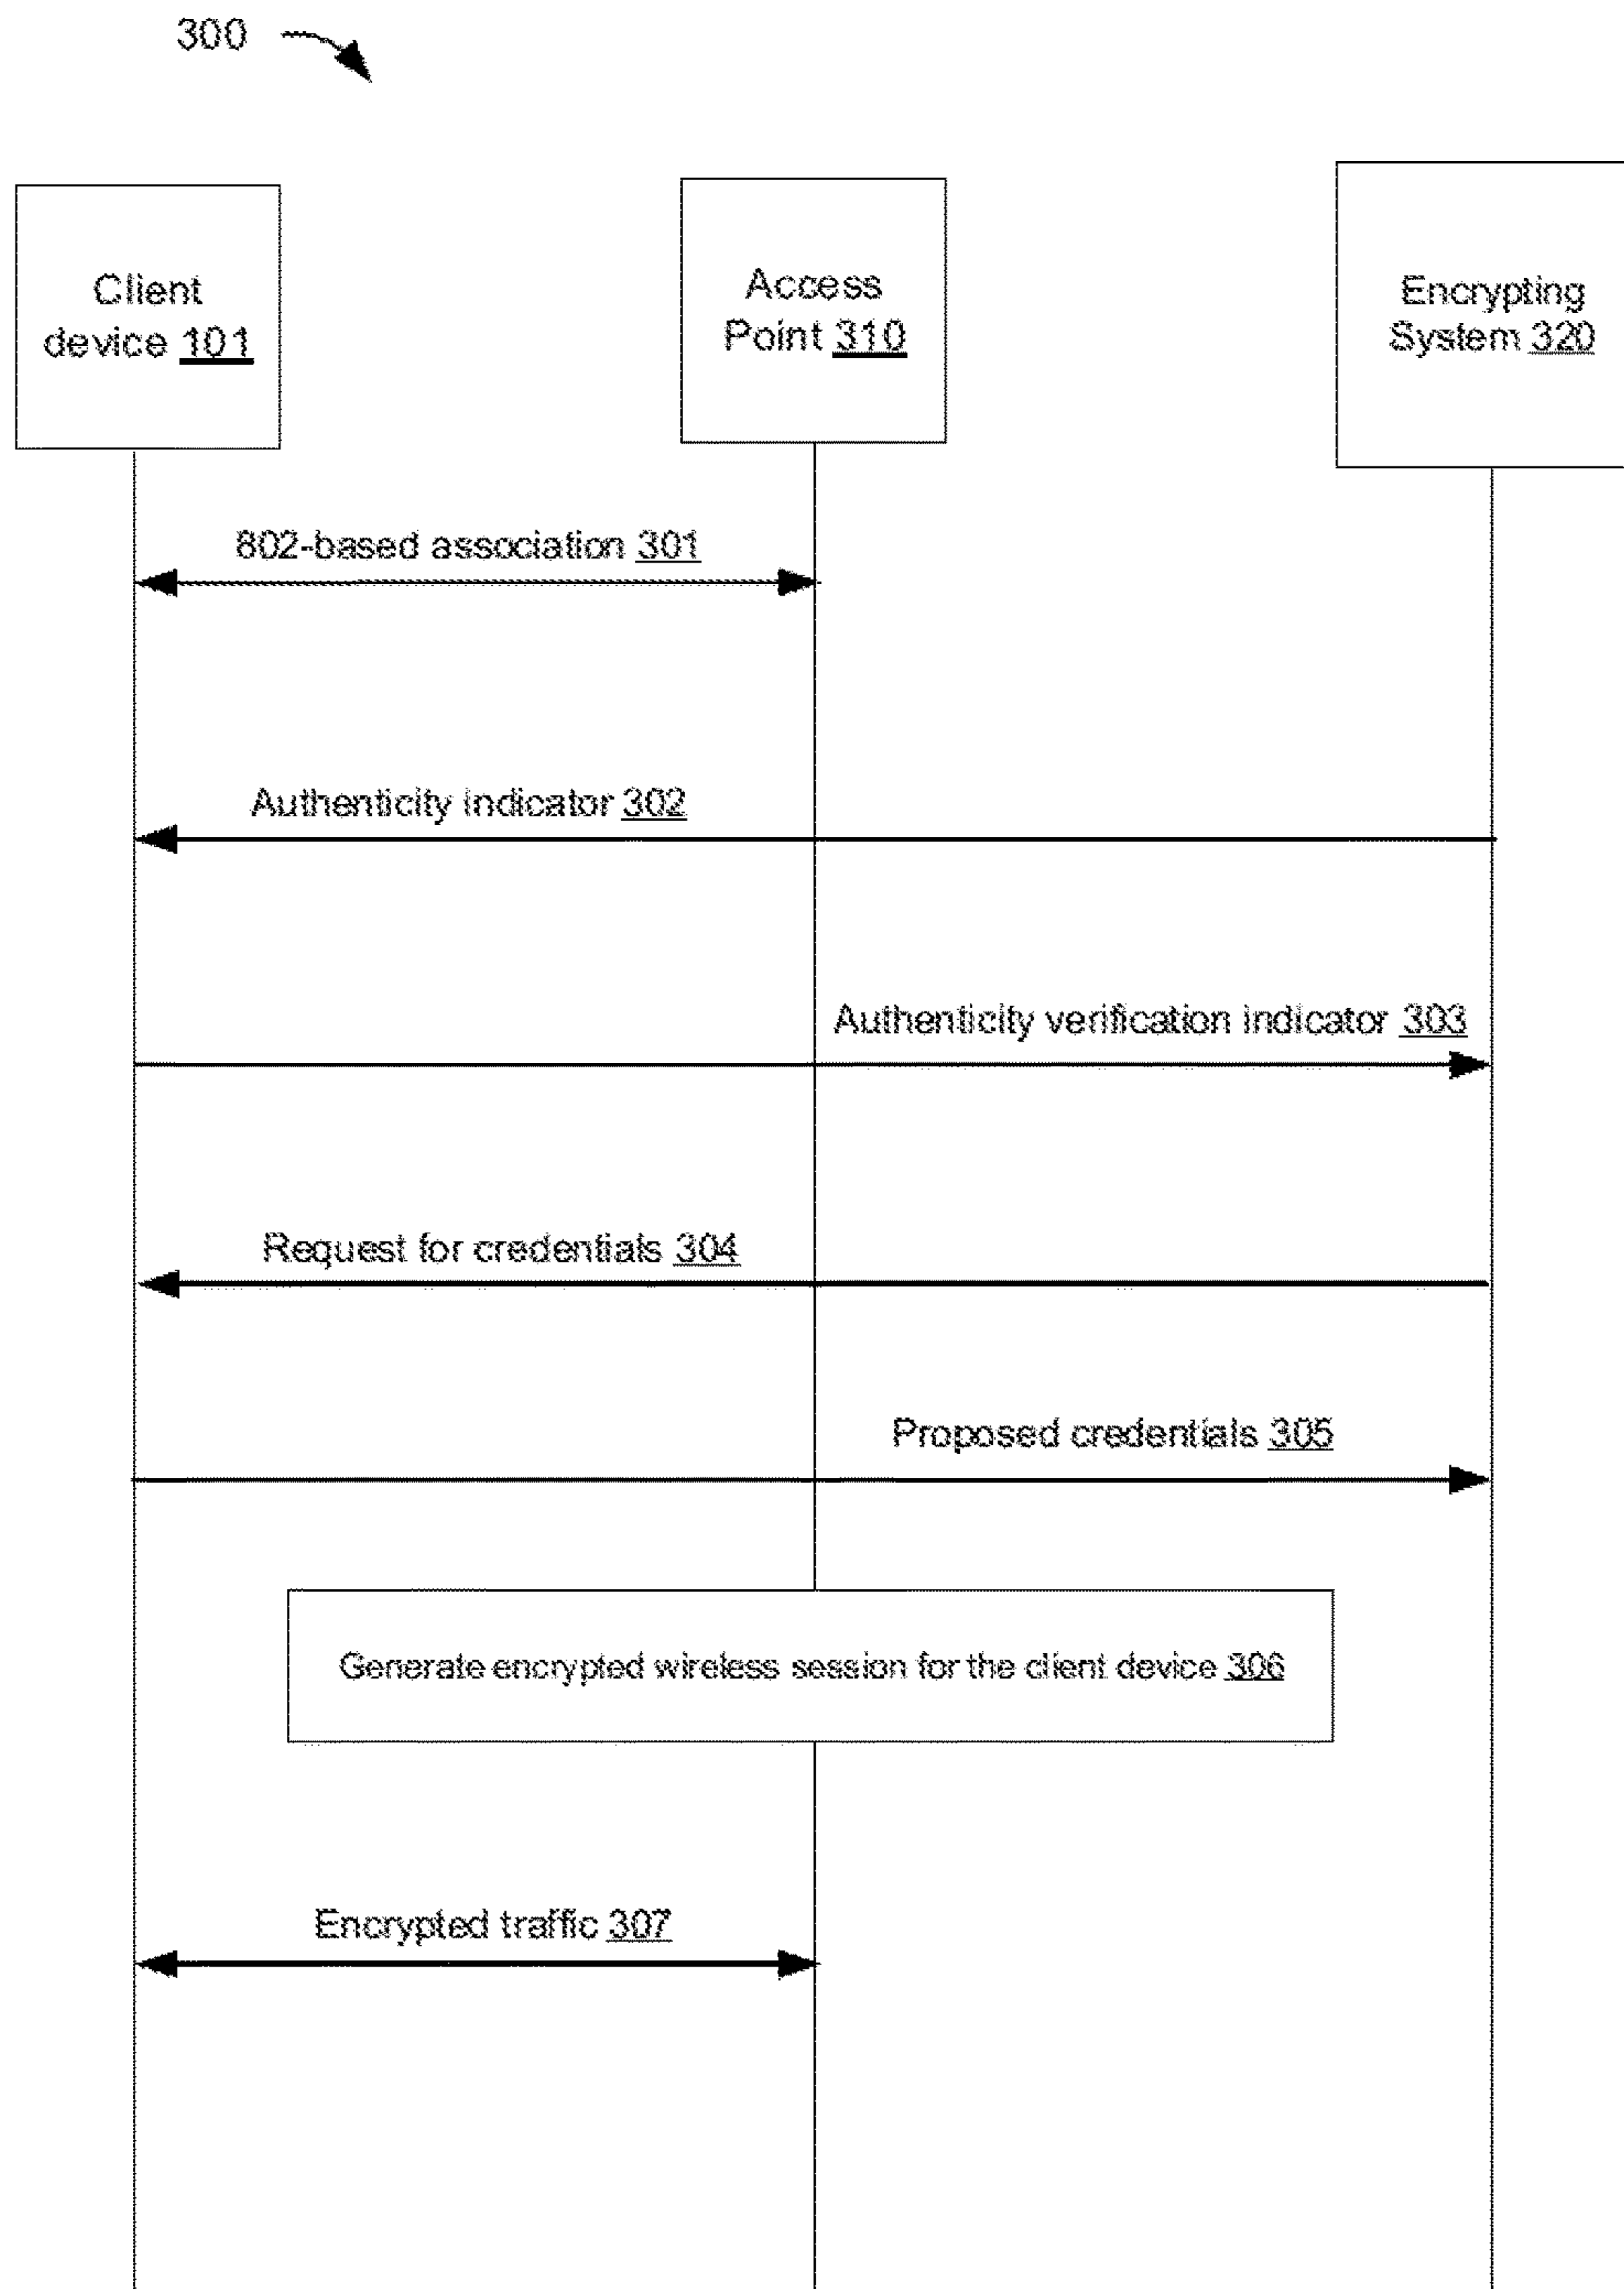 300
Client
device 101
Access
Point 310
Encrypting
System 320
802-based association 301
Authenticity indicator 302
Authenticity verification indicator 303
Request for credentials 304
Proposed credentials 305
Generate encrypted wireless session for the client device 306
Encrypted traffic 307